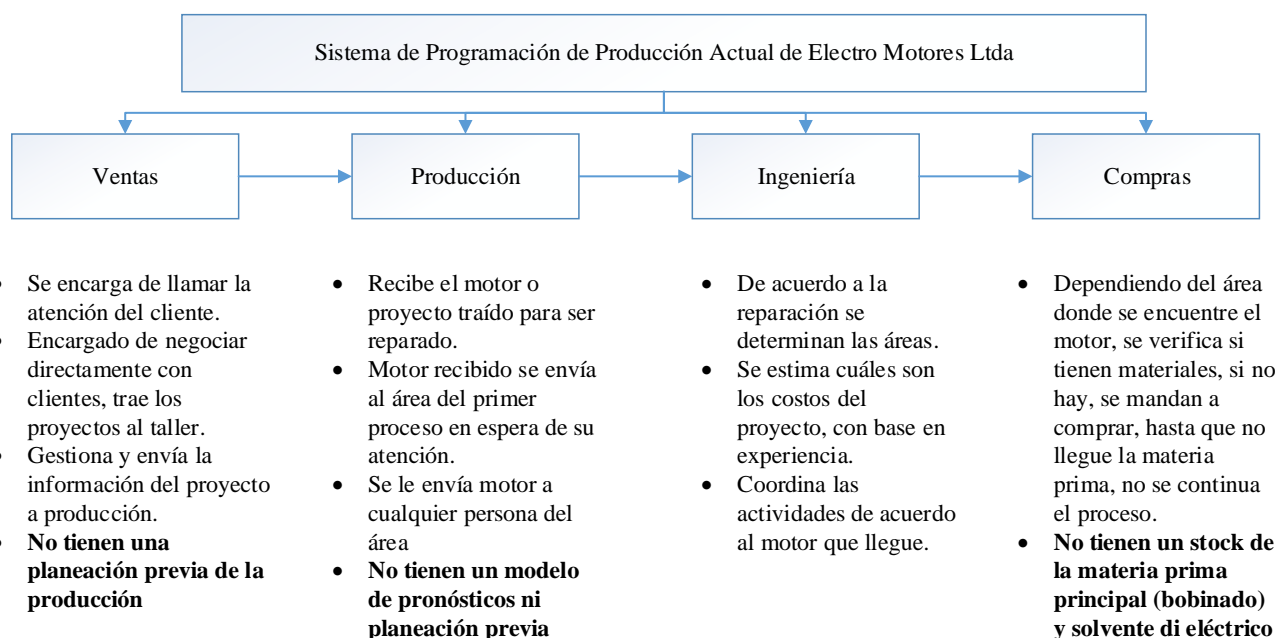 Sistema de Programación de Producción Actual de Electro Motores Ltda
Ventas
Producción
Ingeniería
Compras
Se encarga de llamar la
atención del cliente.
Encargado de negociar
directamente con
clientes, trae los
proyectos al taller.
Gestiona y envía la
información del proyecto
a producción.
No tienen una
planeación previa de la
producción
• Recibe el motor o
proyecto traído para ser
reparado.
• Motor recibido se envía
al área del primer
proceso en espera de su
atención.
• Se le envía motor a
cualquier persona del
área
• No tienen un modelo
de pronósticos ni
planeación previa
• De acuerdo a la
reparación se
determinan las áreas.
• Se estima cuáles son
los costos del
proyecto, con base en
experiencia.
• Coordina las
actividades de acuerdo
al motor que llegue.
• Dependiendo del área
donde se encuentre el
motor, se verifica si
tienen materiales, si no
hay, se mandan a
comprar, hasta que no
llegue la materia
prima, no se continua
el proceso.
• No tienen un stock de
la materia prima
principal (bobinado)
y solvente di eléctrico